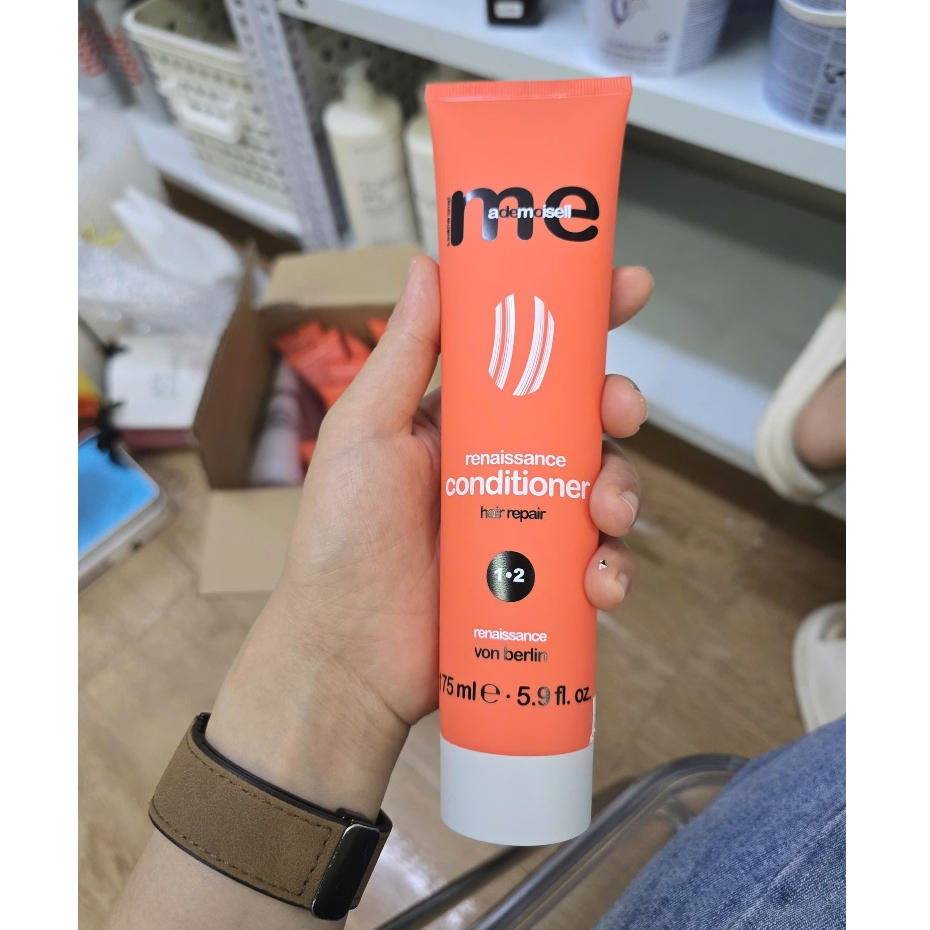 me
ademoisell
renaissance
conditioner
hair repair
1•2
renaissance
von berlin
175 ml ℮ · 5.9 fl. oz.